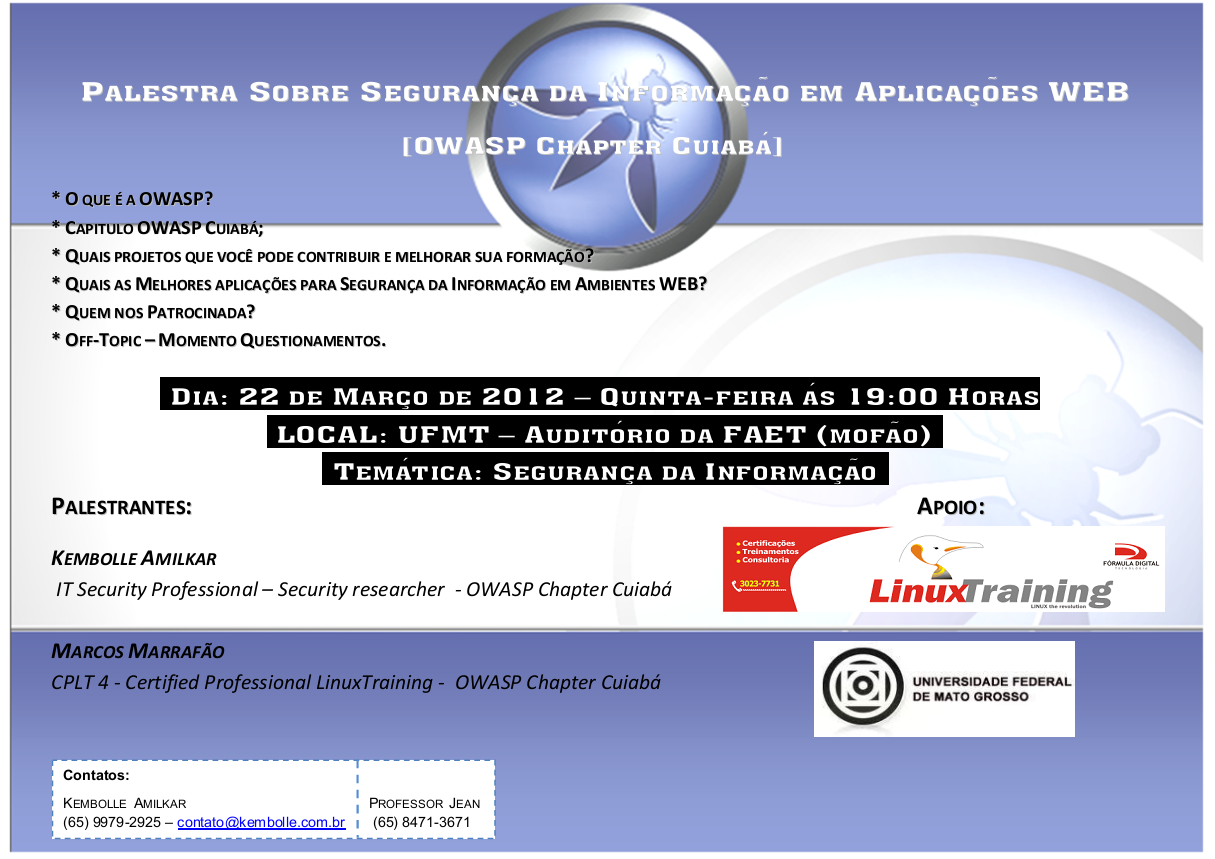 Palestra Sobre Segurança da Informação em Aplicações WEB
[OWASP Chapter Cuiabá]
* O que é a OWASP?
* Capitulo OWASP Cuiabá;
* Quais projetos que você pode contribuir e melhorar sua formação?
* Quais as Melhores aplicações para Segurança da Informação em Ambientes WEB?
* Quem nos Patrocinada?
* Off-Topic – Momento Questionamentos.
Dia: 22 de Março de 2012 – Quinta-feira ás 19:00 Horas
LOCAL: UFMT – Auditório da FAET (mofão)
Temática: Segurança da Informação
Palestrantes:
Apoio:
Kembolle Amilkar
IT Security Professional – Security researcher - OWASP Chapter Cuiabá
Certificações
Treinamentos
Consultoria
3023-7731
LinuxTraining
LINUX the revolution
FÓRMULA DIGITAL
TECNOLOGIA
Marcos Marrafão
CPLT 4 - Certified Professional LinuxTraining - OWASP Chapter Cuiabá
UNIVERSIDADE FEDERAL
DE MATO GROSSO
Contatos:
Kembolle Amilkar
(65) 9979-2925 – contato@kembolle.com.br
Professor Jean
(65) 8471-3671